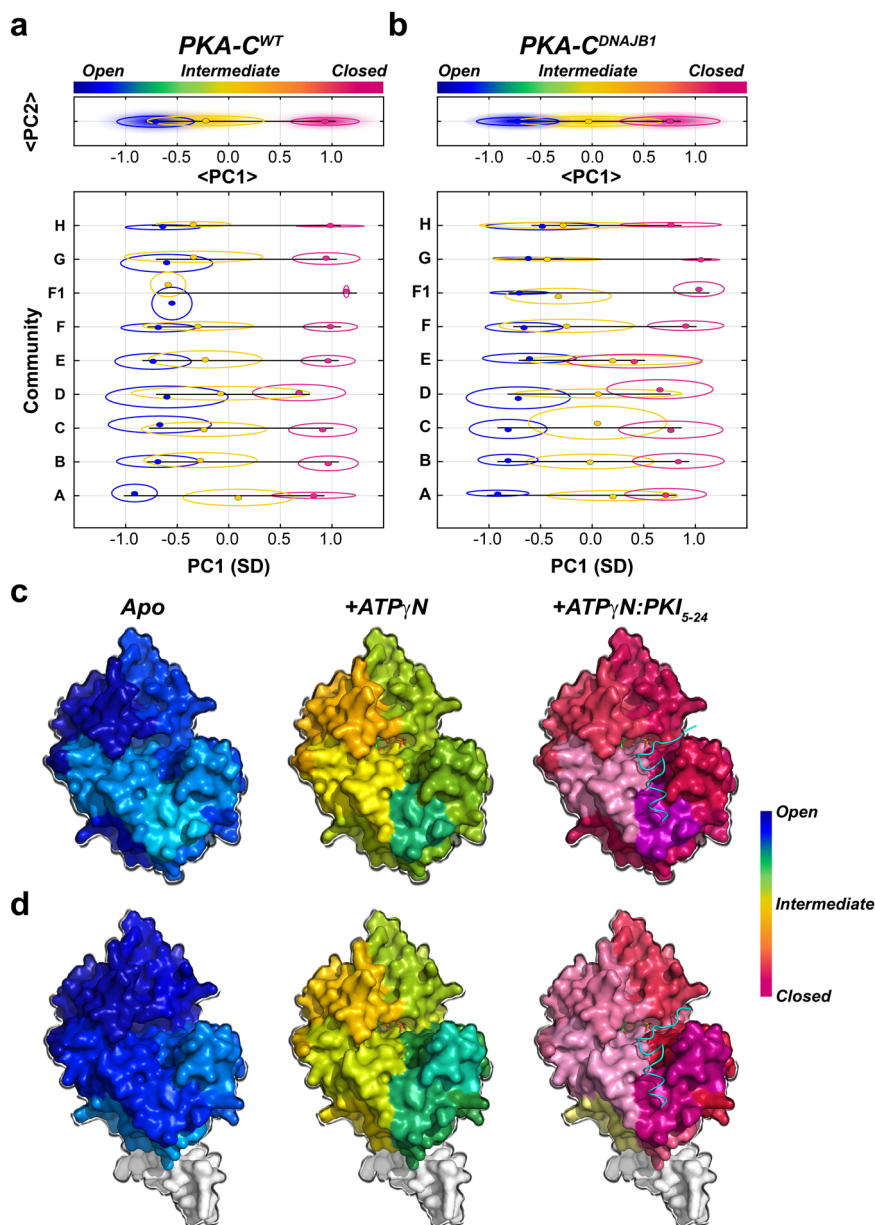 a
PKA-C^WT
Open Intermediate Closed
<PC2>
-1.0 -0.5 0.0 0.5 1.0
<PC1>
Community
H
G
F1
F
E
D
C
B
A
-1.0 -0.5 0.0 0.5 1.0
PC1 (SD)
b
PKA-C^DNAJB1
Open Intermediate Closed
-1.0 -0.5 0.0 0.5 1.0
<PC1>
H
G
F1
F
E
D
C
B
A
-1.0 -0.5 0.0 0.5 1.0
PC1 (SD)
c
Apo +ATPγN +ATPγN:PKI_5-24
d
Open
Intermediate
Closed